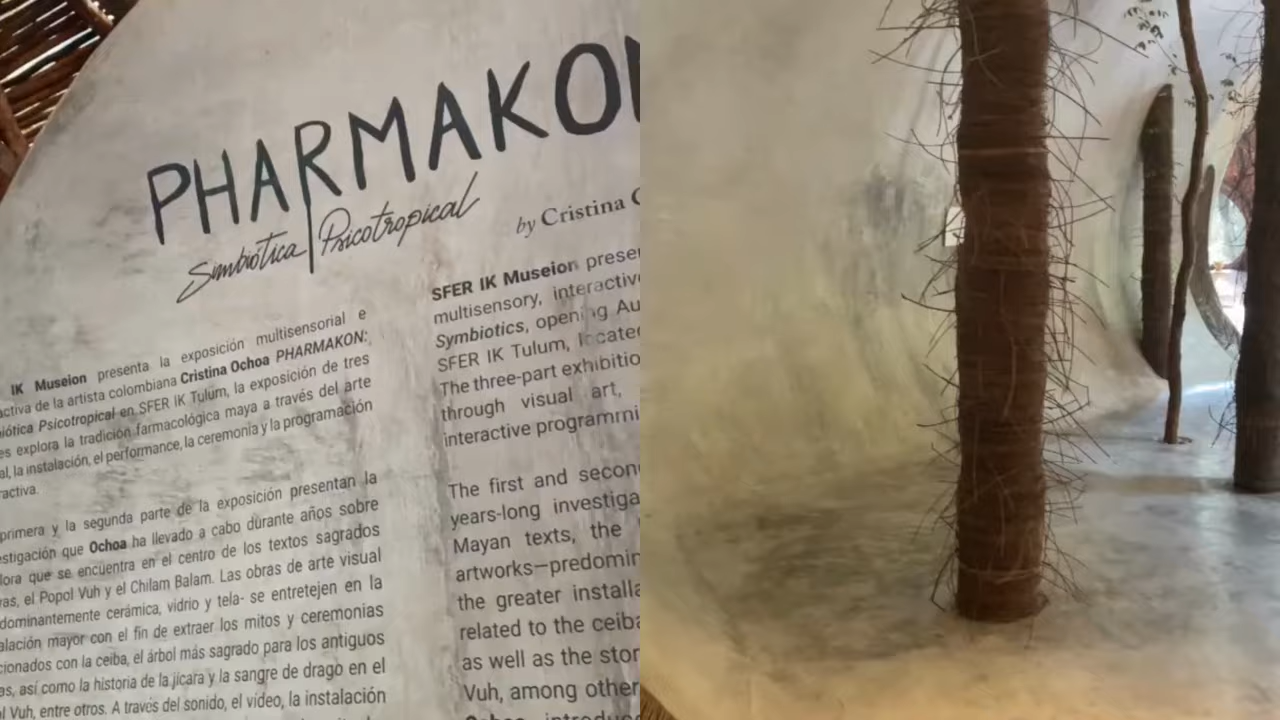 PHARMAKO
Simbiótica Psicotropical
by Cristina
IK Museion presenta la exposición multisensorial e
activa de la artista colombiana Cristina Ochoa PHARMAKON:
biótica Psicotropical en SFER IK Tulum, la exposición de tres
es explora la tradición farmacológica maya a través del arte
al, la instalación, el performance, la ceremonia y la programación
ractiva.
primera y la segunda parte de la exposición presentan la
estigación que Ochoa ha llevado a cabo durante años sobre
lora que se encuentra en el centro de los textos sagrados
as, el Popol Vuh y el Chilam Balam. Las obras de arte visual
dominantemente cerámica, vidrio y tela- se entretejen en la
alación mayor con el fin de extraer los mitos y ceremonias
cionados con la ceiba, el árbol más sagrado para los antiguos
as, así como la historia de la jícara y la sangre de drago en el
l Vuh, entre otros. A través del sonido, el vídeo, la instalación
SFER IK Museion prese
multisensory, interactiv
Symbiotics, opening Au
SFER IK Tulum, located
The three-part exhibitio
through visual art,
interactive programmi
The first and secon
years-long investiga
Mayan texts, the
artworks—predomin
the greater installa
related to the ceiba
as well as the stor
Vuh, among other
Ochoa introduc